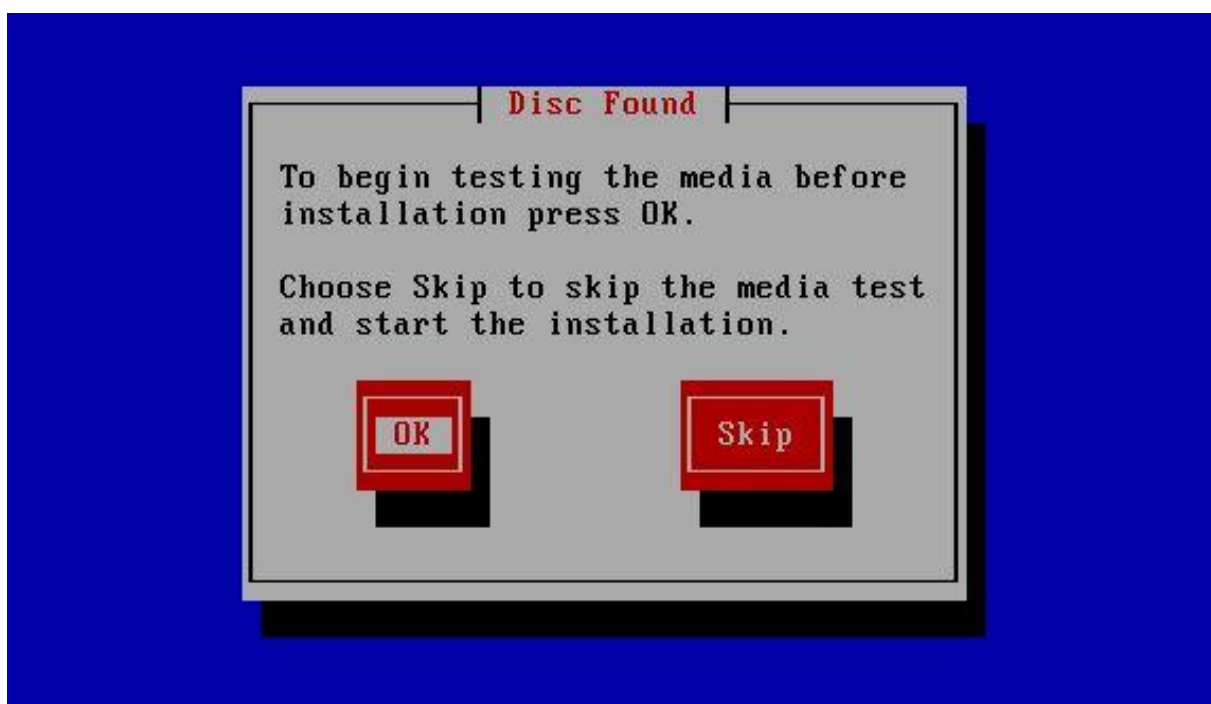 Disc Found
To begin testing the media before
installation press OK.
Choose Skip to skip the media test
and start the installation.
OK Skip